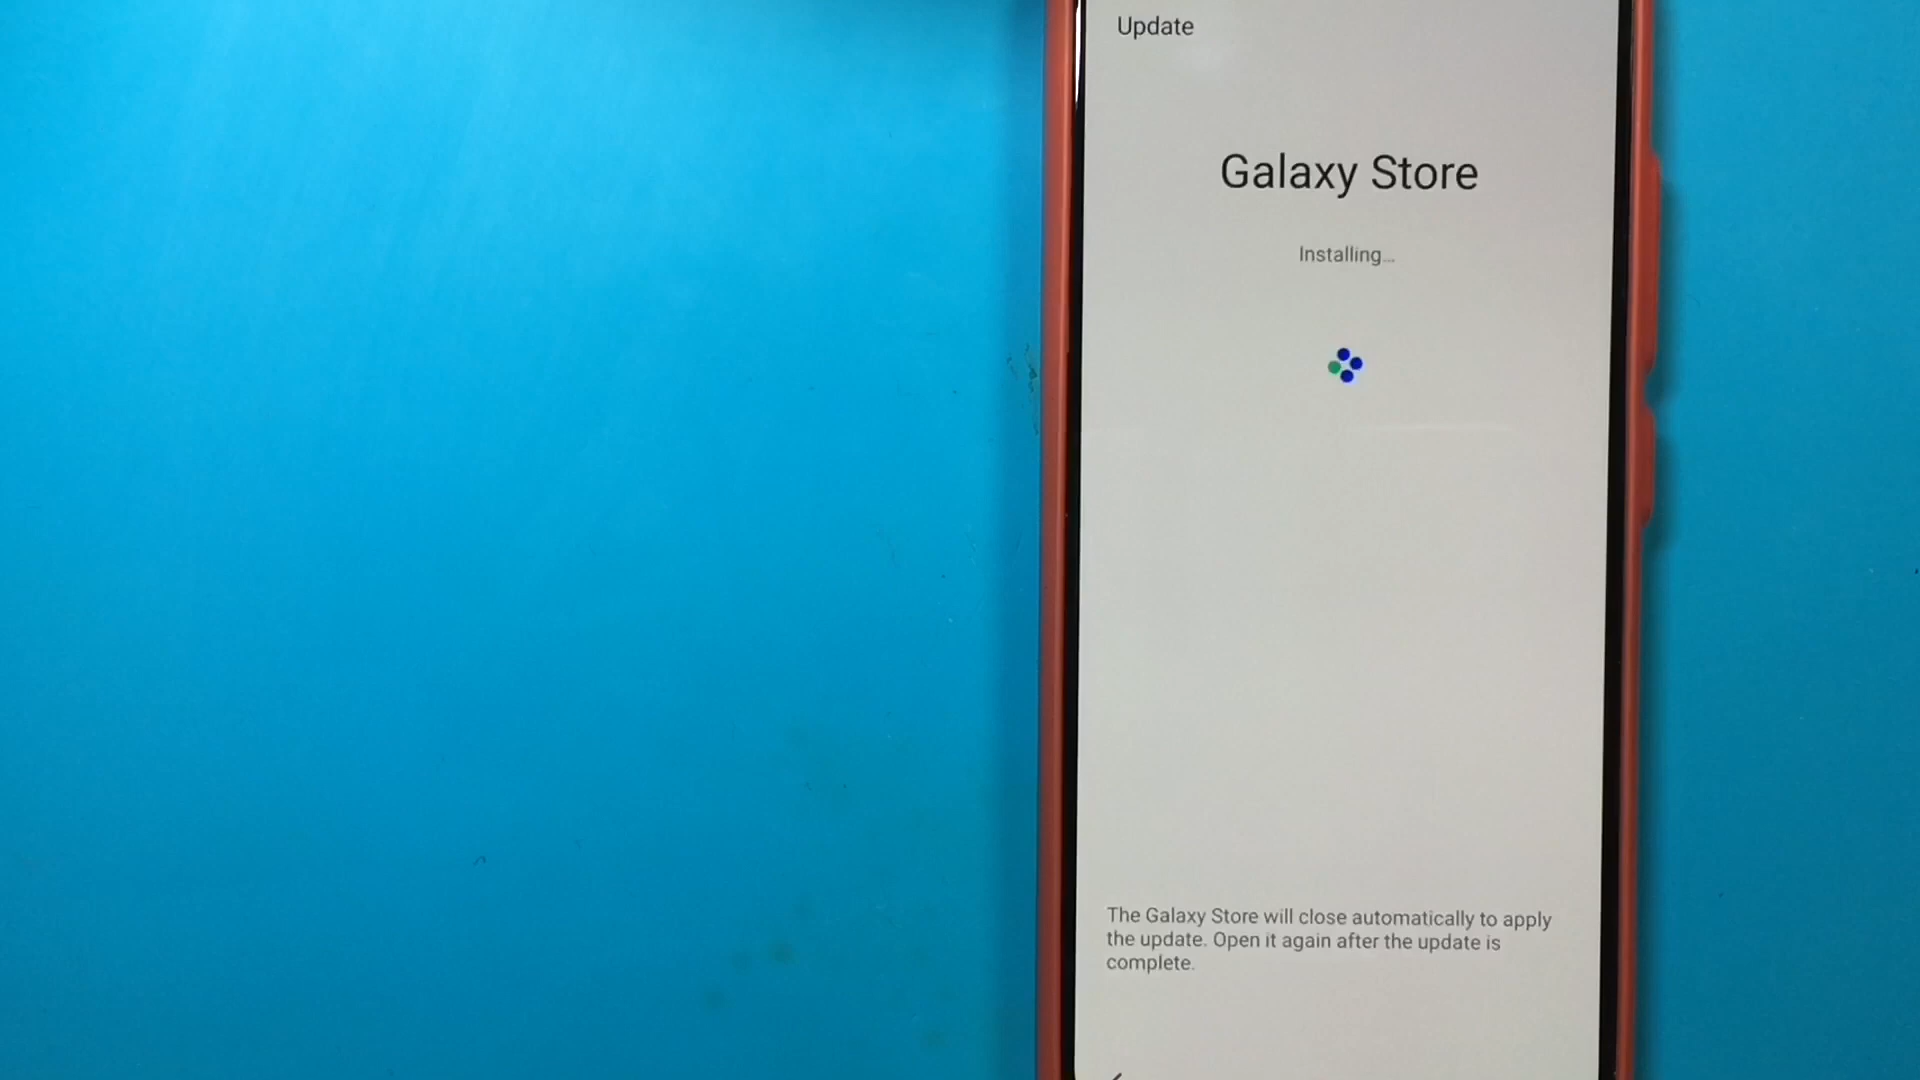 Update
Galaxy Store
Installing...
The Galaxy Store will close automatically to apply
the update. Open it again after the update is
complete.